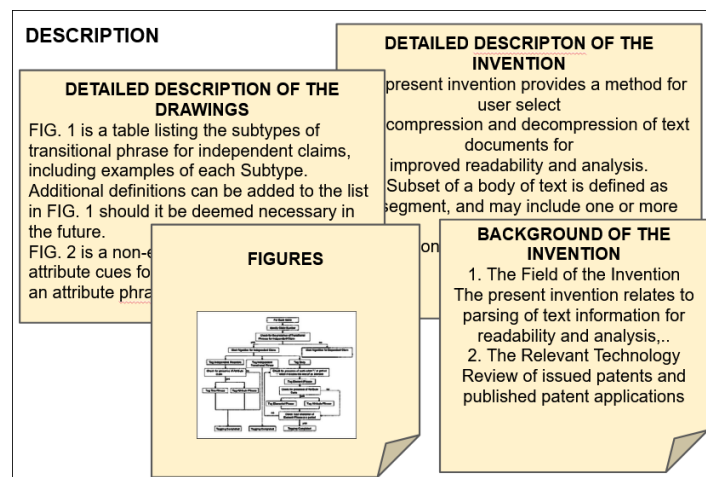 DESCRIPTION
DETAILED DESCRIPTON OF THE
INVENTION
present invention provides a method for
user select
compression and decompression of text
documents for
improved readability and analysis.
Subset of a body of text is defined as
segment, and may include one or more
on
DETAILED DESCRIPTION OF THE
DRAWINGS
FIG. 1 is a table listing the subtypes of
transitional phrase for independent claims,
including examples of each Subtype.
Additional definitions can be added to the list
in FIG. 1 should it be deemed necessary in
the future.
FIG. 2 is a non-e
attribute cues fo
an attribute phra
FIGURES
BACKGROUND OF THE
INVENTION
1. The Field of the Invention
The present invention relates to
parsing of text information for
readability and analysis,..
2. The Relevant Technology
Review of issued patents and
published patent applications